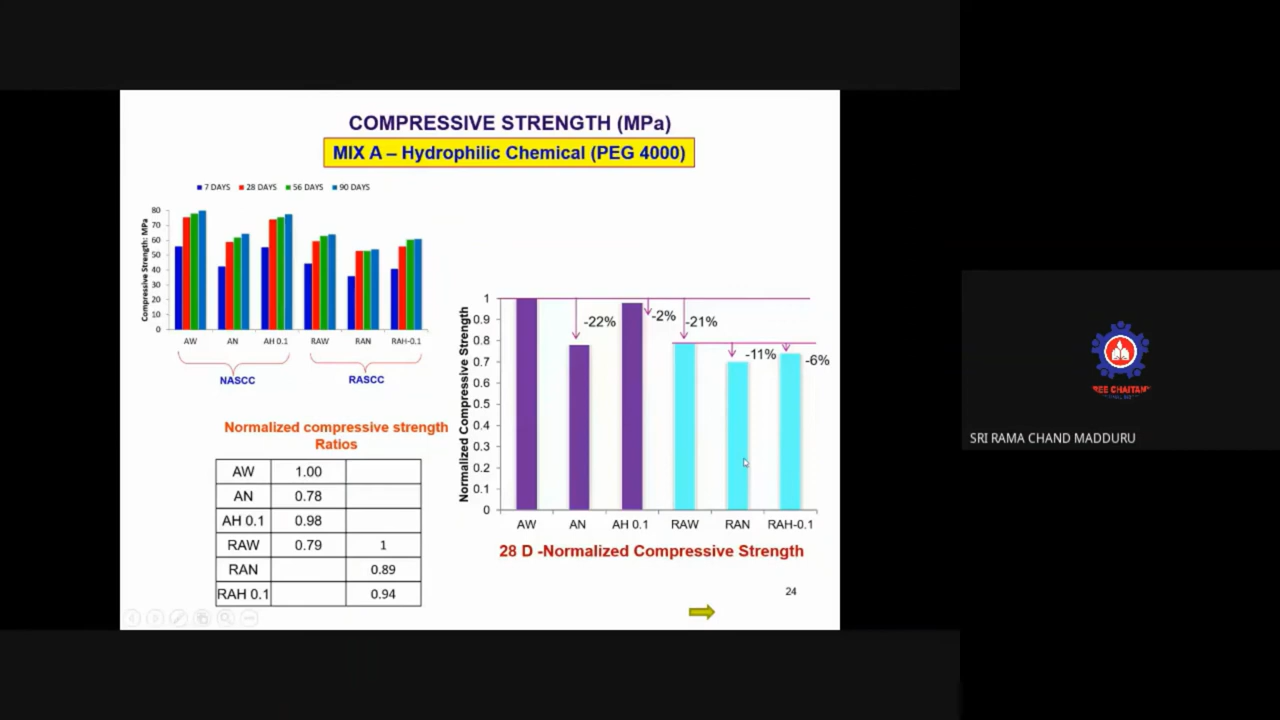 COMPRESSIVE STRENGTH (MPa)
MIX A – Hydrophilic Chemical (PEG 4000)
7 DAYS 28 DAYS 56 DAYS 90 DAYS
Compressive Strength: MPa
80
70
60
50
40
30
20
10
0
AW AN AH 0.1 RAW RAN RAH-0.1
NASCC RASCC
Normalized compressive strength
Ratios
AW 1.00
AN 0.78
AH 0.1 0.98
RAW 0.79 1
RAN 0.89
RAH 0.1 0.94
Normalized Compressive Strength
1
0.9
0.8
0.7
0.6
0.5
0.4
0.3
0.2
0.1
0
-22% -2% -21% -11% -6%
AW AN AH 0.1 RAW RAN RAH-0.1
28 D -Normalized Compressive Strength
24
REE CHAITAN
SRI RAMA CHAND MADDURU